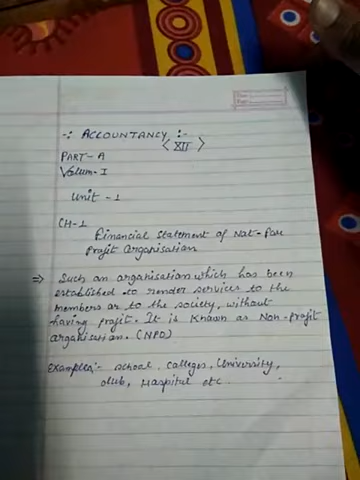 -: ACCOUNTANCY :-
< XII >
PART-A
Volum-I
Unit-1
CH-1
Financial Statement of Not-For
Profit Organisation
⇒ Such an organisation which has been
established to render services to the
members or to the society, without
having profit. It is Known as Non-profit
organisation. (NPO)
Examples:- school, colleges, University,
club, Hospital etc.